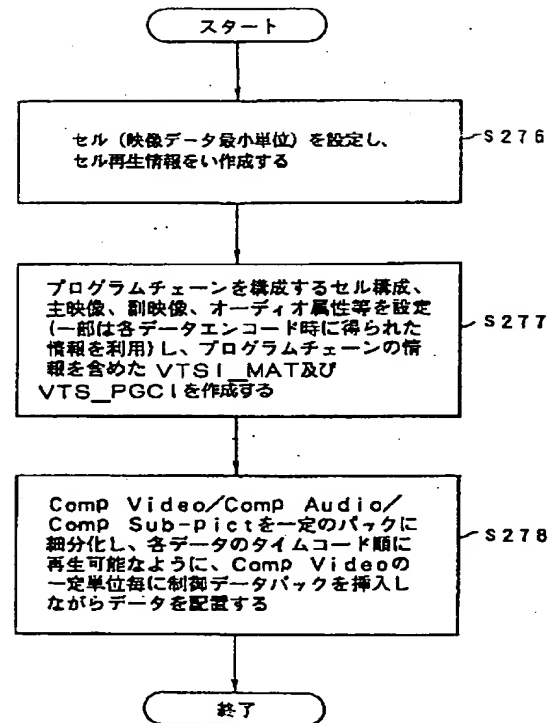 スタート
セル（映像データ最小単位）を設定し、
セル再生情報をい作成する
S276
プログラムチェーンを構成するセル構成、
主映像、副映像、オーディオ属性等を設定
(一部は各データエンコード時に得られた
情報を利用)し、プログラムチェーンの情
報を含めた VTSI_MAT及び
VTS_PGCIを作成する
S277
Comp Video/Comp Audio/
Comp Sub-pictを一定のパックに
細分化し、各データのタイムコード順に
再生可能なように、Comp Videoの
一定単位毎に制御データパックを挿入し
ながらデータを配置する
S278
終了